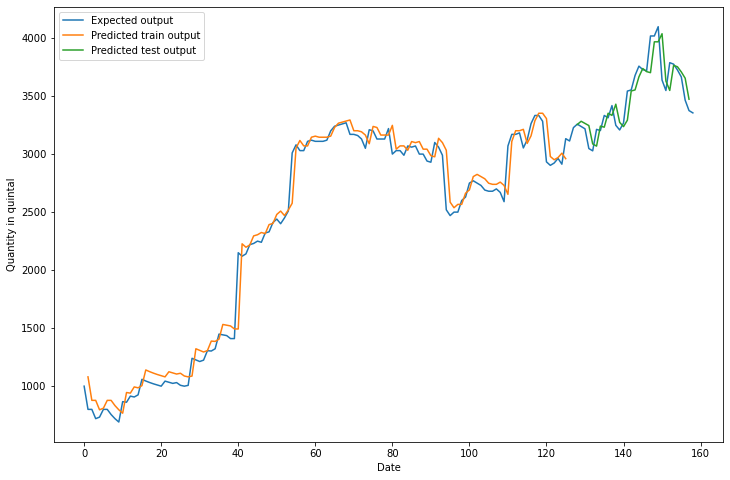 Expected output
Predicted train output
Predicted test output
4000
3500
3000
2500
2000
1500
1000
Quantity in quintal
0 20 40 60 80 100 120 140 160
Date